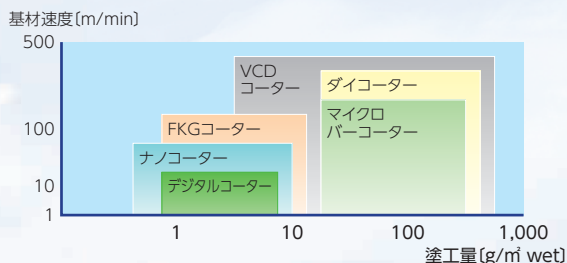 基材速度〔m/min〕
500
100
10
1
VCD
コーター
ダイコーター
マイクロ
バーコーター
FKGコーター
ナノコーター
デジタルコーター
1
10
100
1,000
塗工量〔g/㎡ wet〕